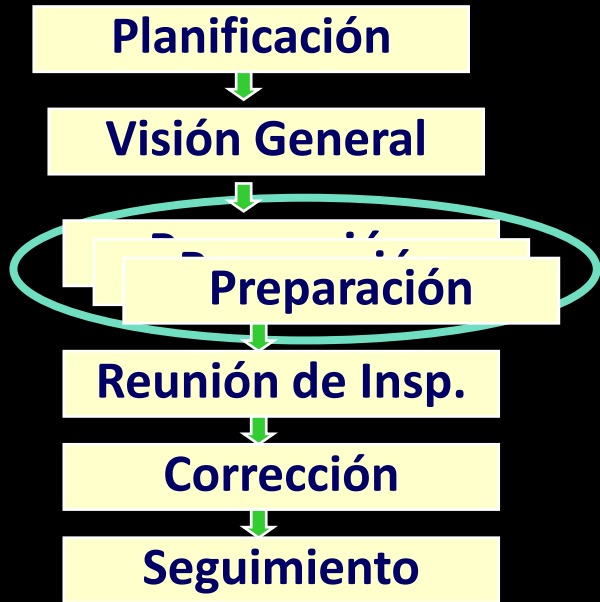 Planificación
Visión General
Preparación
Reunión de Insp.
Corrección
Seguimiento